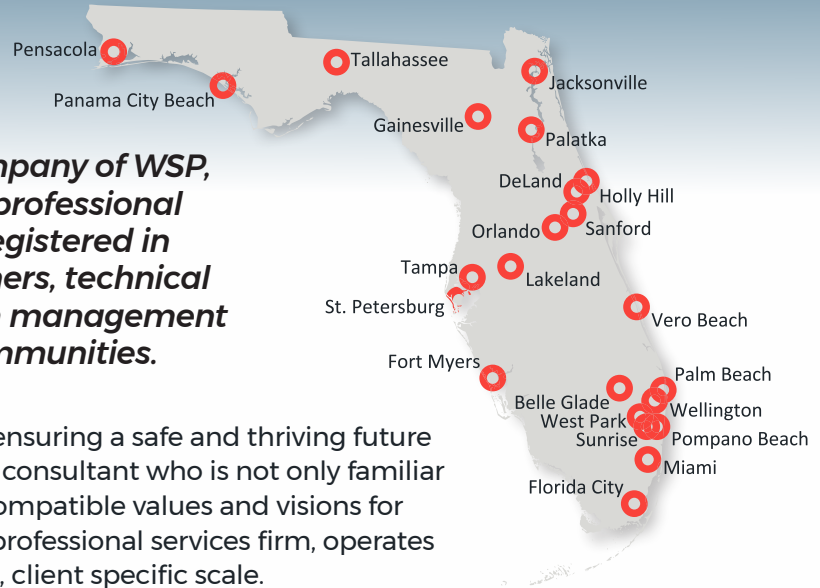 Pensacola
Tallahassee
Jacksonville
Panama City Beach
Gainesville
Palatka
DeLand
Holly Hill
Sanford
Orlando
Tampa
Lakeland
St. Petersburg
Vero Beach
Fort Myers
Palm Beach
Belle Glade
Wellington
West Park
Pompano Beach
Sunrise
Miami
Florida City
mpany of WSP,
professional
egistered in
ers, technical
management
mmunities.
ensuring a safe and thriving future
consultant who is not only familiar
ompatible values and visions for
professional services firm, operates
, client specific scale.